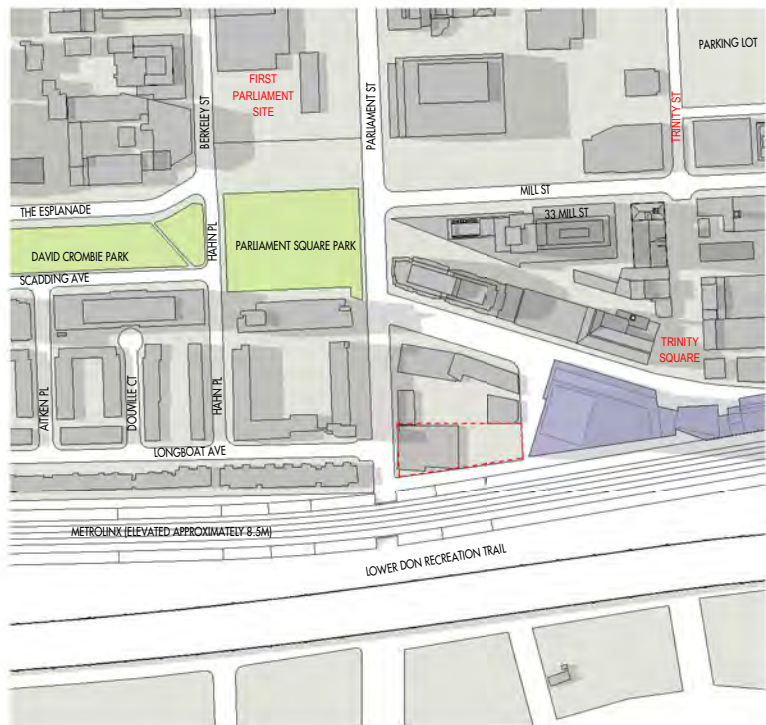 PARKING LOT
FIRST
PARLIAMENT
SITE
BERKELEY ST
PARLIAMENT ST
TRINITY ST
MILL ST
THE ESPLANADE
33 MILL ST
DAVID CROMBIE PARK
HAHN PL
PARLIAMENT SQUARE PARK
SCADDING AVE
TRINITY
SQUARE
AITKEN PL
DOUVILLE CT
HAHN PL
LONGBOAT AVE
METROLINX (ELEVATED APPROXIMATELY 8.5M)
LOWER DON RECREATION TRAIL